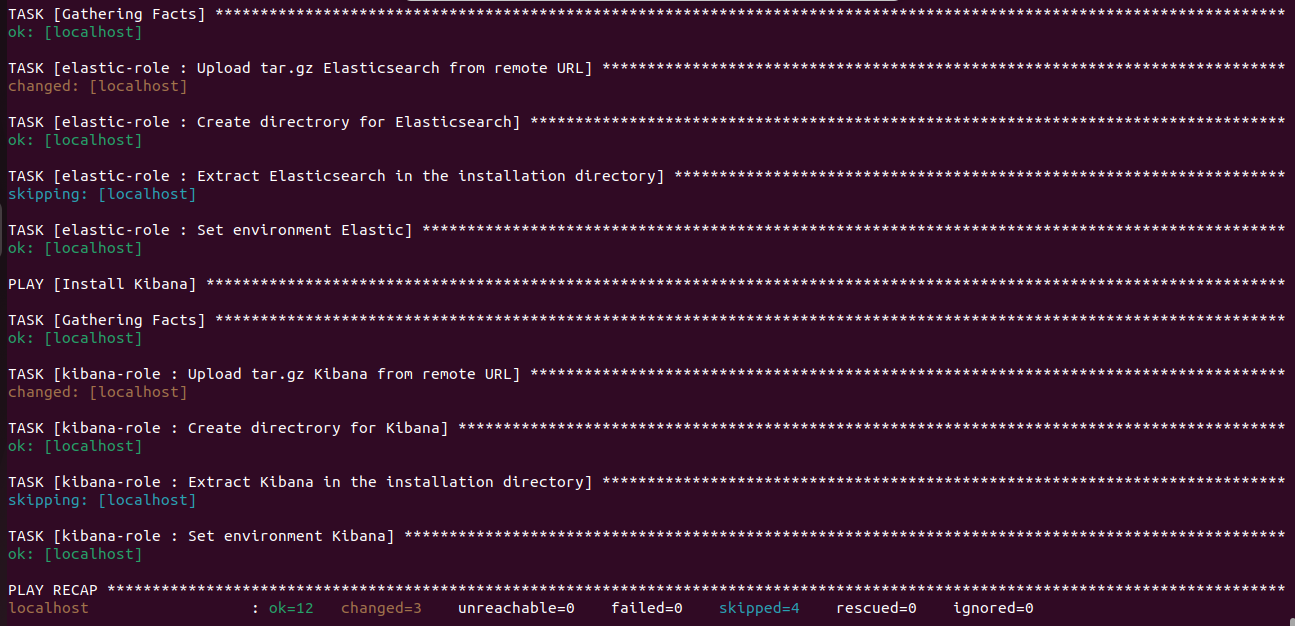 TASK [Gathering Facts] ***********************************************************************************************************************
ok: [localhost]
TASK [elastic-role : Upload tar.gz Elasticsearch from remote URL] ****************************************************************************
changed: [localhost]
TASK [elastic-role : Create directrory for Elasticsearch] ************************************************************************************
ok: [localhost]
TASK [elastic-role : Extract Elasticsearch in the installation directory] ********************************************************************
skipping: [localhost]
TASK [elastic-role : Set environment Elastic] ************************************************************************************************
ok: [localhost]
PLAY [Install Kibana] ************************************************************************************************************************
TASK [Gathering Facts] ***********************************************************************************************************************
ok: [localhost]
TASK [kibana-role : Upload tar.gz Kibana from remote URL] ************************************************************************************
changed: [localhost]
TASK [kibana-role : Create directrory for Kibana] ********************************************************************************************
ok: [localhost]
TASK [kibana-role : Extract Kibana in the installation directory] ****************************************************************************
skipping: [localhost]
TASK [kibana-role : Set environment Kibana] **************************************************************************************************
ok: [localhost]
PLAY RECAP ***********************************************************************************************************************************
localhost                  : ok=12   changed=3    unreachable=0    failed=0    skipped=4    rescued=0    ignored=0